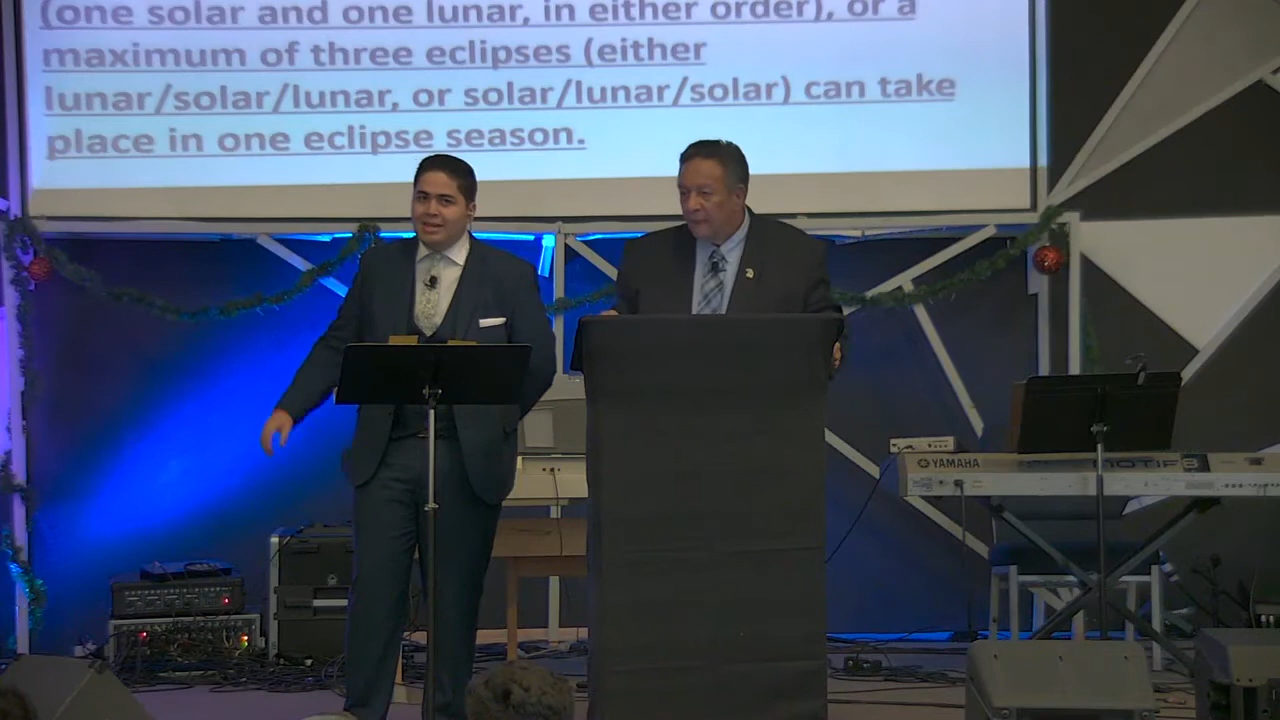 (one solar and one lunar, in either order), or a
maximum of three eclipses (either
lunar/solar/lunar, or solar/lunar/solar) can take
place in one eclipse season.
YAMAHA MOTIF8